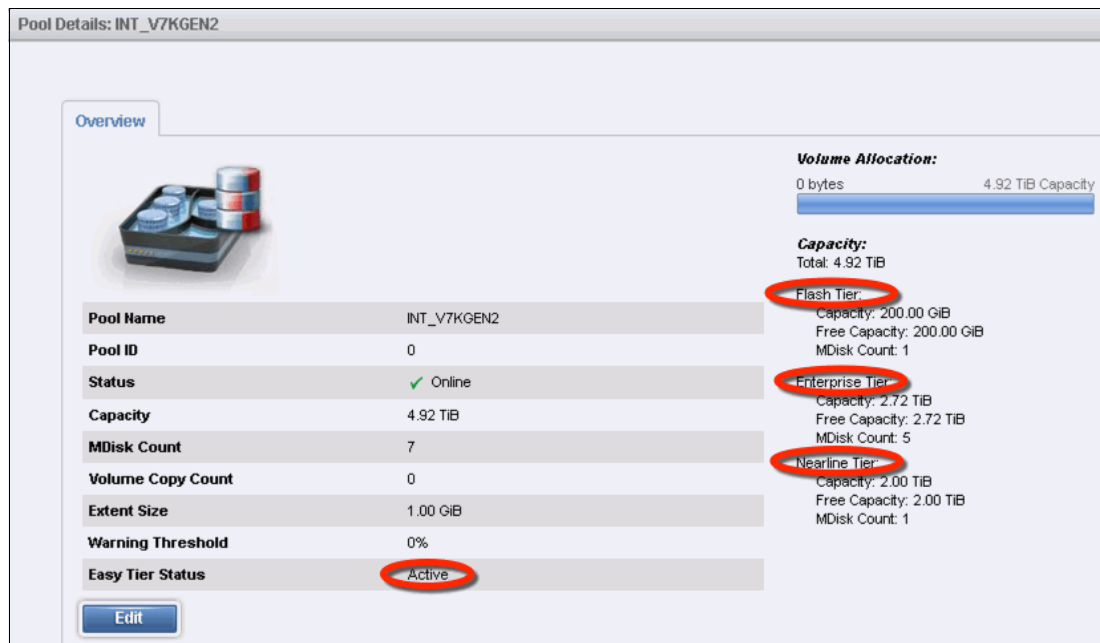 Pool Details: INT_V7KGEN2
Overview
Pool Name INT_V7KGEN2
Pool ID 0
Status Online
Capacity 4.92 TiB
MDisk Count 7
Volume Copy Count 0
Extent Size 1.00 GiB
Warning Threshold 0%
Easy Tier Status Active
Edit
Volume Allocation:
0 bytes 4.92 TiB Capacity
Capacity:
Total: 4.92 TiB
Flash Tier:
Capacity: 200.00 GiB
Free Capacity: 200.00 GiB
MDisk Count: 1
Enterprise Tier:
Capacity: 2.72 TiB
Free Capacity: 2.72 TiB
MDisk Count: 5
Nearline Tier:
Capacity: 2.00 TiB
Free Capacity: 2.00 TiB
MDisk Count: 1